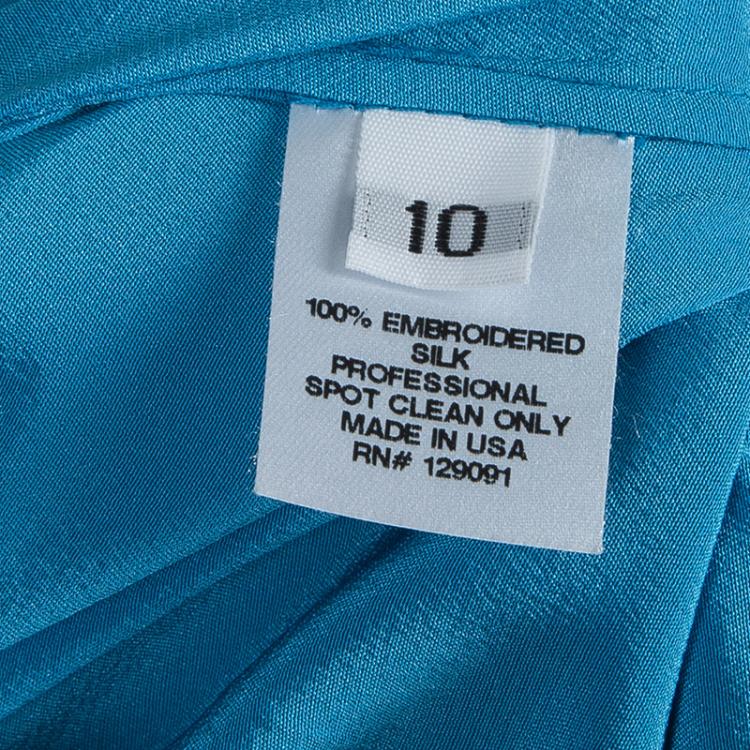 10
100% EMBROIDERED
SILK
PROFESSIONAL
SPOT CLEAN ONLY
MADE IN USA
RN# 129091